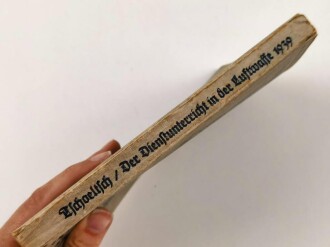 Tschoeltsch / Der Dienstunterricht in der Luftwaffe 1939